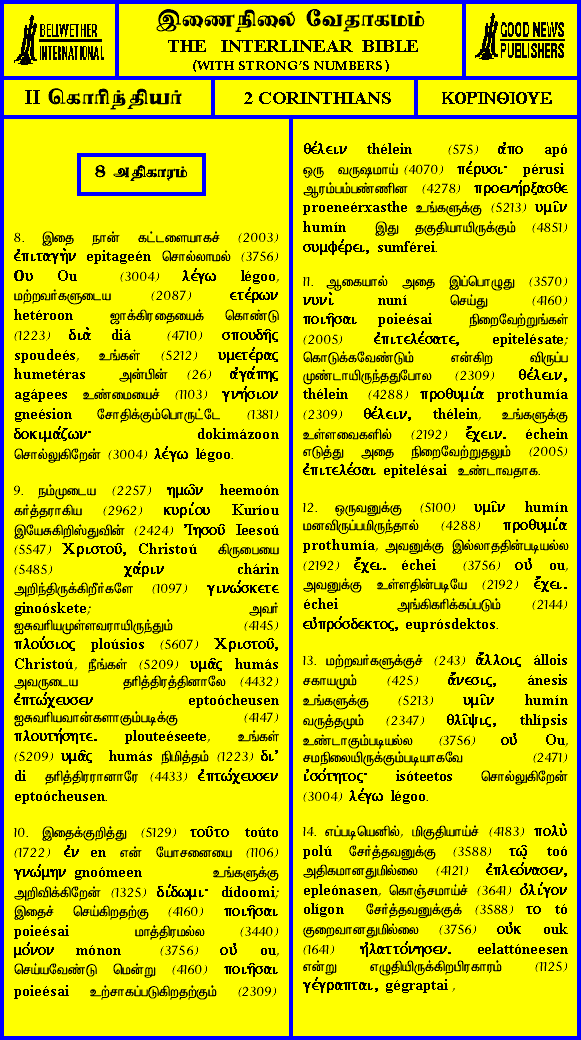 BELLWETHER
INTERNATIONAL
இணைநிலை வேதாகமம்
THE INTERLINEAR BIBLE
(WITH STRONG'S NUMBERS)
GOOD NEWS
PUBLISHERS
II கொரிந்தியர்
2 CORINTHIANS
ΚΟΡΙΝΘΙΟΥΕ
8 அதிகாரம்
8. இதை நான் கட்டளையாகச் (2003)
ἐπιταγὴν epitageén சொல்லாமல் (3756)
Ου Ou (3004) λέγω légoo,
மற்றவர்களுடைய (2087) ετέρων
hetéroon ஜாக்கிரதையைக் கொண்டு
(1223) διὰ diá (4710) σπουδῆς
spoudeés, உங்கள் (5212) υμετέρας
humetéras அன்பின் (26) ἀγάπης
agápees உண்மையைச் (1103) γνήσιον
gneésion சோதிக்கும்பொருட்டே (1381)
δοκιμάζων· dokimázoon
சொல்லுகிறேன் (3004) λέγω légoo.
9. நம்முடைய (2257) ημῶν heemoón
கர்த்தராகிய (2962) κυρίου Kuríou
இயேசுகிறிஸ்துவின் (2424) Ἰησοῦ Ieesoú
(5547) Χριστοῦ, Christoú கிருபையை
(5485) χάριν chárin
அறிந்திருக்கிறீர்களே (1097) γινώσκετε
ginoóskete; அவர்
ஐசுவரியமுள்ளவராயிருந்தும் (4145)
πλούσιος ploúsios (5607) Χριστοῦ,
Christoú, நீங்கள் (5209) υμᾶς humás
அவருடைய தரித்திரத்தினாலே (4432)
ἐπτώχευσεν eptoócheusen
ஐசுவரியவான்களாகும்படிக்கு (4147)
πλουτήσητε. plouteéseete, உங்கள்
(5209) υμᾶς humás நிமித்தம் (1223) δι'
di தரித்திரரானாரே (4433) ἐπτώχευσεν
eptoócheusen.
10. இதைக்குறித்து (5129) τοῦτο toúto
(1722) ἐν en என் யோசனையை (1106)
γνώμην gnoómeen உங்களுக்கு
அறிவிக்கிறேன் (1325) δίδωμι· dídoomi;
இதைச் செய்கிறதற்கு (4160) ποιῆσαι
poieésai மாத்திரமல்ல (3440)
μόνον mónon (3756) οὐ ou,
செய்யவேண்டு மென்று (4160) ποιῆσαι
poieésai உற்சாகப்படுகிறதற்கும் (2309)
θέλειν thélein (575) ἀπο apó
ஒரு வருஷமாய் (4070) πέρυσι· pérusi
ஆரம்பம்பண்ணின (4278) προενήρξασθε
proeneérxasthe உங்களுக்கு (5213) υμῖν
humín இது தகுதியாயிருக்கும் (4851)
συμφέρει, sumférei.
11. ஆகையால் அதை இப்பொழுது (3570)
νυνὶ nuní செய்து (4160)
ποιῆσαι poieésai நிறைவேற்றுங்கள்
(2005) ἐπιτελέσατε, epitelésate;
கொடுக்கவேண்டும் என்கிற விருப்ப
முண்டாயிருந்ததுபோல (2309) θέλειν,
thélein (4288) προθυμία prothumía
(2309) θέλειν, thélein, உங்களுக்கு
உள்ளவைகளில் (2192) ἔχειν. échein
எடுத்து அதை நிறைவேற்றுதலும் (2005)
ἐπιτελέσαι epitelésai உண்டாவதாக.
12. ஒருவனுக்கு (5100) υμῖν humín
மனவிருப்பமிருந்தால் (4288) προθυμία
prothumía, அவனுக்கு இல்லாததின்படியல்ல
(2192) ἔχει. échei (3756) οὐ ou,
அவனுக்கு உள்ளதின்படியே (2192) ἔχει.
échei அங்கிகரிக்கப்படும் (2144)
εὐπρόσδεκτος, euprósdektos.
13. மற்றவர்களுக்குச் (243) ἄλλοις állois
சகாயமும் (425) ἄνεσις, ánesis
உங்களுக்கு (5213) υμῖν humín
வருத்தமும் (2347) θλῖψις, thlípsis
உண்டாகும்படியல்ல (3756) οὐ Ou,
சமநிலையிருக்கும்படியாகவே (2471)
ἰσότητος· isóteetos சொல்லுகிறேன்
(3004) λέγω légoo.
14. எப்படியெனில், மிகுதியாய்ச் (4183) πολὺ
polú சேர்த்தவனுக்கு (3588) τῷ toó
அதிகமானதுமில்லை (4121) ἐπλεόνασεν,
epleónasen, கொஞ்சமாய்ச் (3641) ὀλίγον
olígon சேர்த்தவனுக்குக் (3588) το tó
குறைவானதுமில்லை (3756) οὐκ ouk
(1641) ἠλαττόνησεν. eelattóneesen
என்று எழுதியிருக்கிறபிரகாரம் (1125)
γέγραπται, gégraptai ,